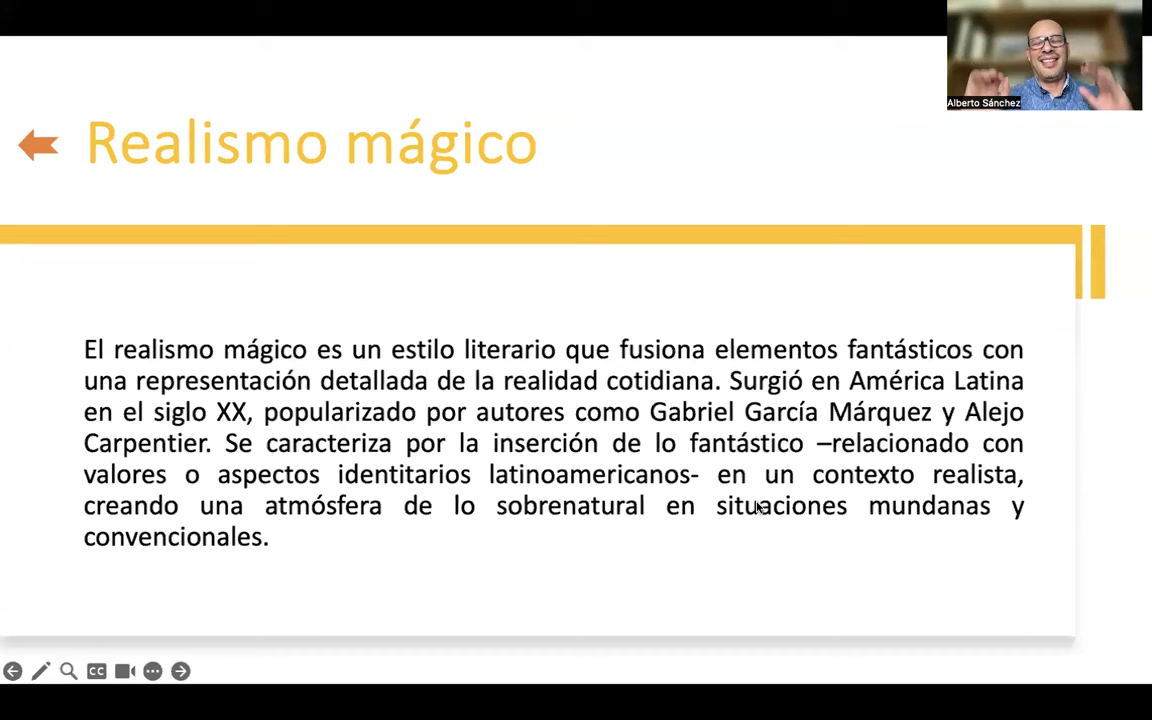 Alberto Sánchez
Realismo mágico
El realismo mágico es un estilo literario que fusiona elementos fantásticos con
una representación detallada de la realidad cotidiana. Surgió en América Latina
en el siglo XX, popularizado por autores como Gabriel García Márquez y Alejo
Carpentier. Se caracteriza por la inserción de lo fantástico –relacionado con
valores o aspectos identitarios latinoamericanos- en un contexto realista,
creando una atmósfera de lo sobrenatural en situaciones mundanas y
convencionales.
CC